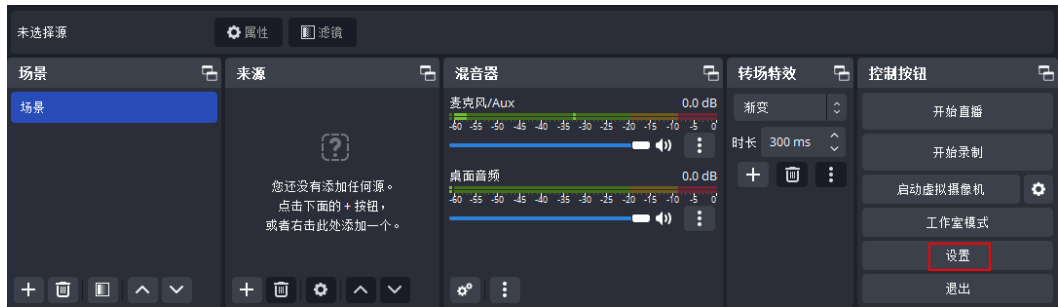 未选择源
属性
滤镜
场景
来源
混音器
转场特效
控制按钮
场景
您还没有添加任何源。
点击下面的 + 按钮，
或者右击此处添加一个。
麦克风/Aux
0.0 dB
-60 -55 -50 -45 -40 -35 -30 -25 -20 -15 -10 -5 0
桌面音频
0.0 dB
-60 -55 -50 -45 -40 -35 -30 -25 -20 -15 -10 -5 0
渐变
时长 300 ms
开始直播
开始录制
启动虚拟摄像机
工作室模式
设置
退出